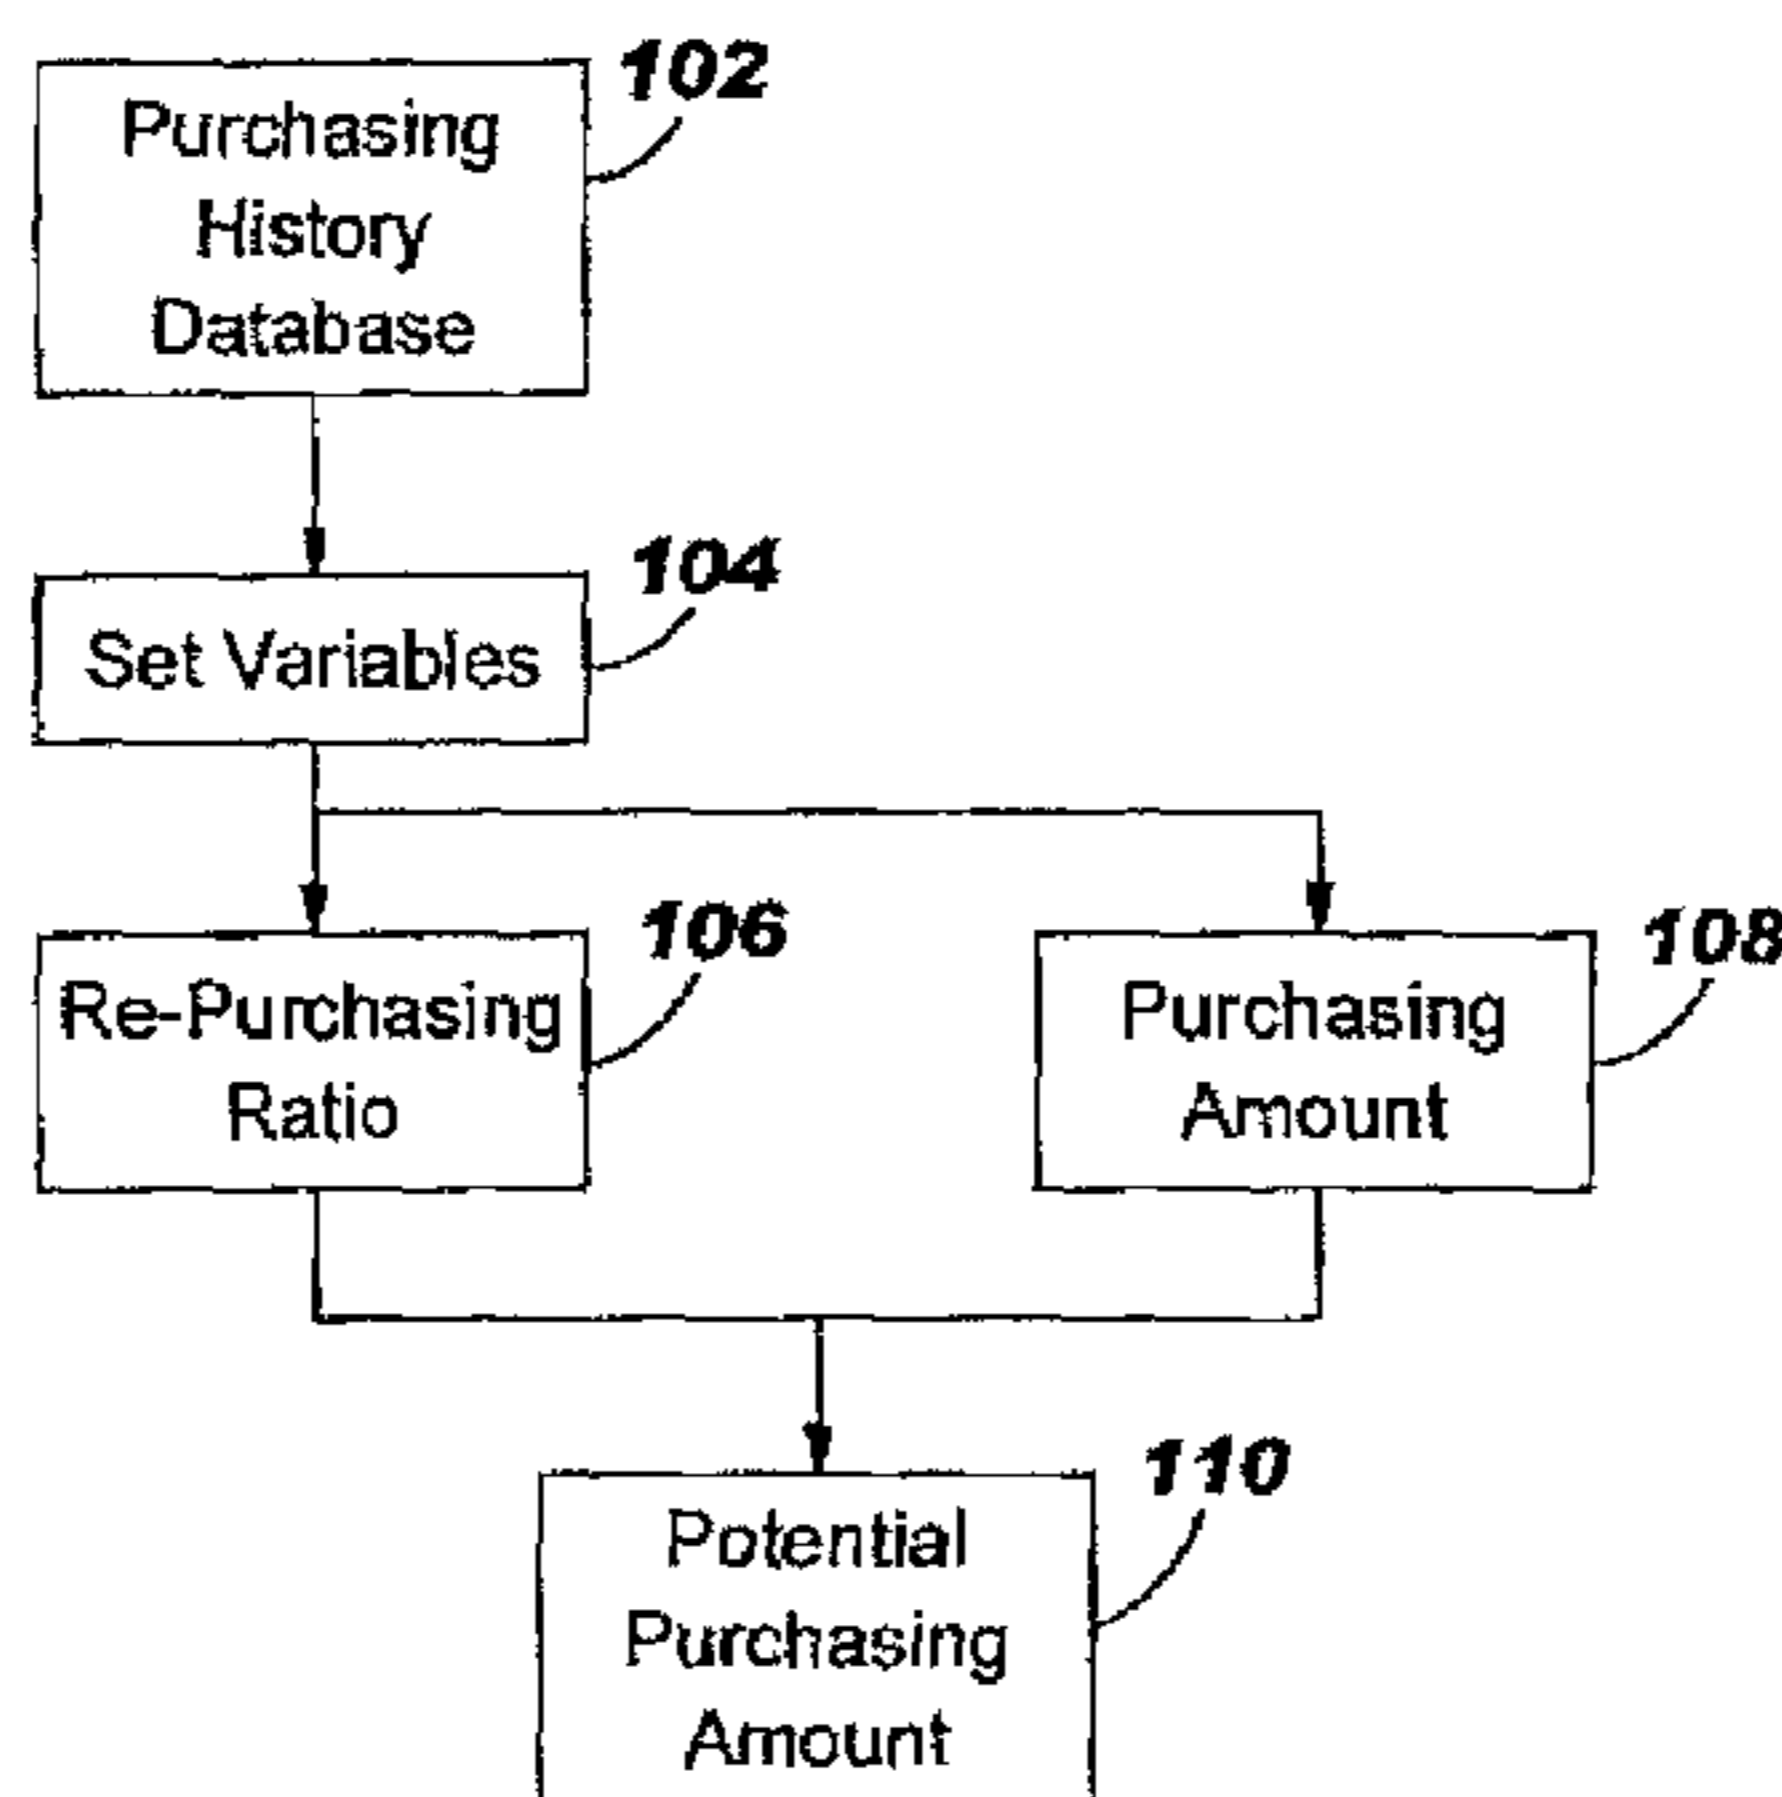 102
Purchasing
History
Database
104
Set Variables
106
Re-Purchasing
Ratio
108
Purchasing
Amount
110
Potential
Purchasing
Amount